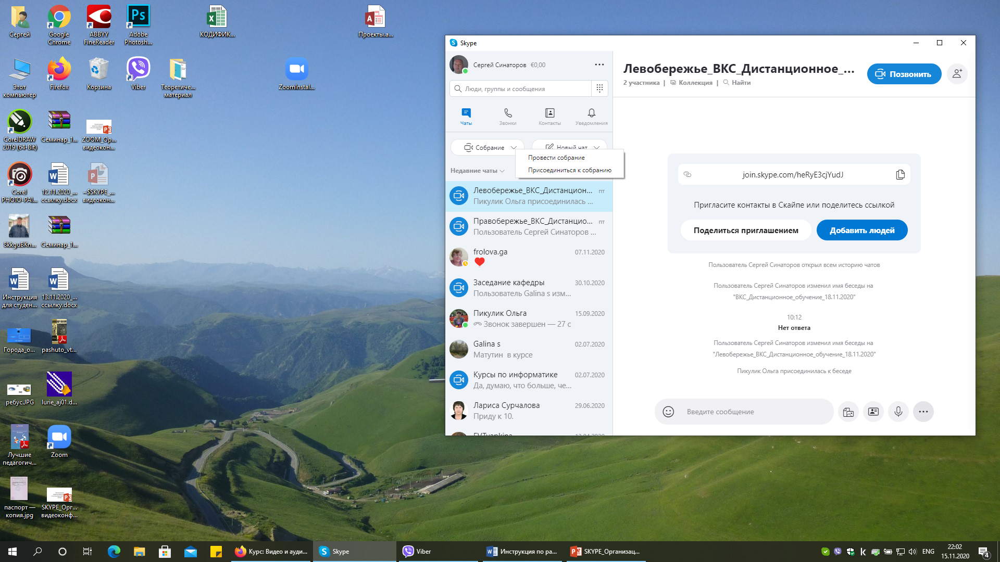 Сергей
Google
Chrome
ABBYY
FineReader
Adobe
Photosh...
КОДИФИК...
Проекты.a...
Этот
компьютер
Firefox
Корзина
Viber
Теоретиче...
материал
ZoomInstal...
CorelDRAW
2019 (64-Bit)
Семинар_1...
ZOOM_Ор...
видеокон...
Corel
PHOTO-PAI...
12.11.2020_...
ссылку.docx
~$SKYPE_...
видеокон...
8kkguBKn...
Семинар_1...
Инструкция
для студен...
13.11.2020_...
ссылку.docx
Города_о...
pashuto_vt...
ребус.JPG
lurie_aj01.d...
Лучшие
педагогич...
Zoom
паспорт —
копия.jpg
SKYPE_Орг...
видеоконф...
Skype
Сергей Синаторов €0,00
Люди, группы и сообщения
Чаты
Звонки
Контакты
Уведомления
Собрание
Новый чат
Провести собрание
Присоединиться к собранию
Недавние чаты
Левобережье_ВКС_Дистанцион... пт
Пикулик Ольга присоединилась ...
Правобережье_ВКС_Дистанцио... пт
Пользователь Сергей Синаторов ...
frolova.ga 07.11.2020
Заседание кафедры 30.10.2020
Пользователь Galina s изм...
Пикулик Ольга 15.09.2020
Звонок завершен — 27 с
Galina s 02.07.2020
Матутин в курсе
Курсы по информатике 02.07.2020
Да, думаю, что больше, че...
Лариса Сурчалова 29.06.2020
Приду к 10.
Левобережье_ВКС_Дистанционное_...
2 участника | Коллекция | Найти
Позвонить
join.skype.com/heRyE3cjYudJ
Пригласите контакты в Скайпе или поделитесь ссылкой
Поделиться приглашением
Добавить людей
Пользователь Сергей Синаторов открыл всем историю чатов
Пользователь Сергей Синаторов изменил имя беседы на
"ВКС_Дистанционное_обучение_18.11.2020"
10:12
Нет ответа
Пользователь Сергей Синаторов изменил имя беседы на
"Левобережье_ВКС_Дистанционное_обучение_18.11.2020"
Пикулик Ольга присоединилась к беседе
Введите сообщение
Курс: Видео и ауди...
Skype
Viber
Инструкция по ра...
SKYPE_Организац...
ENG
22:02
15.11.2020
4